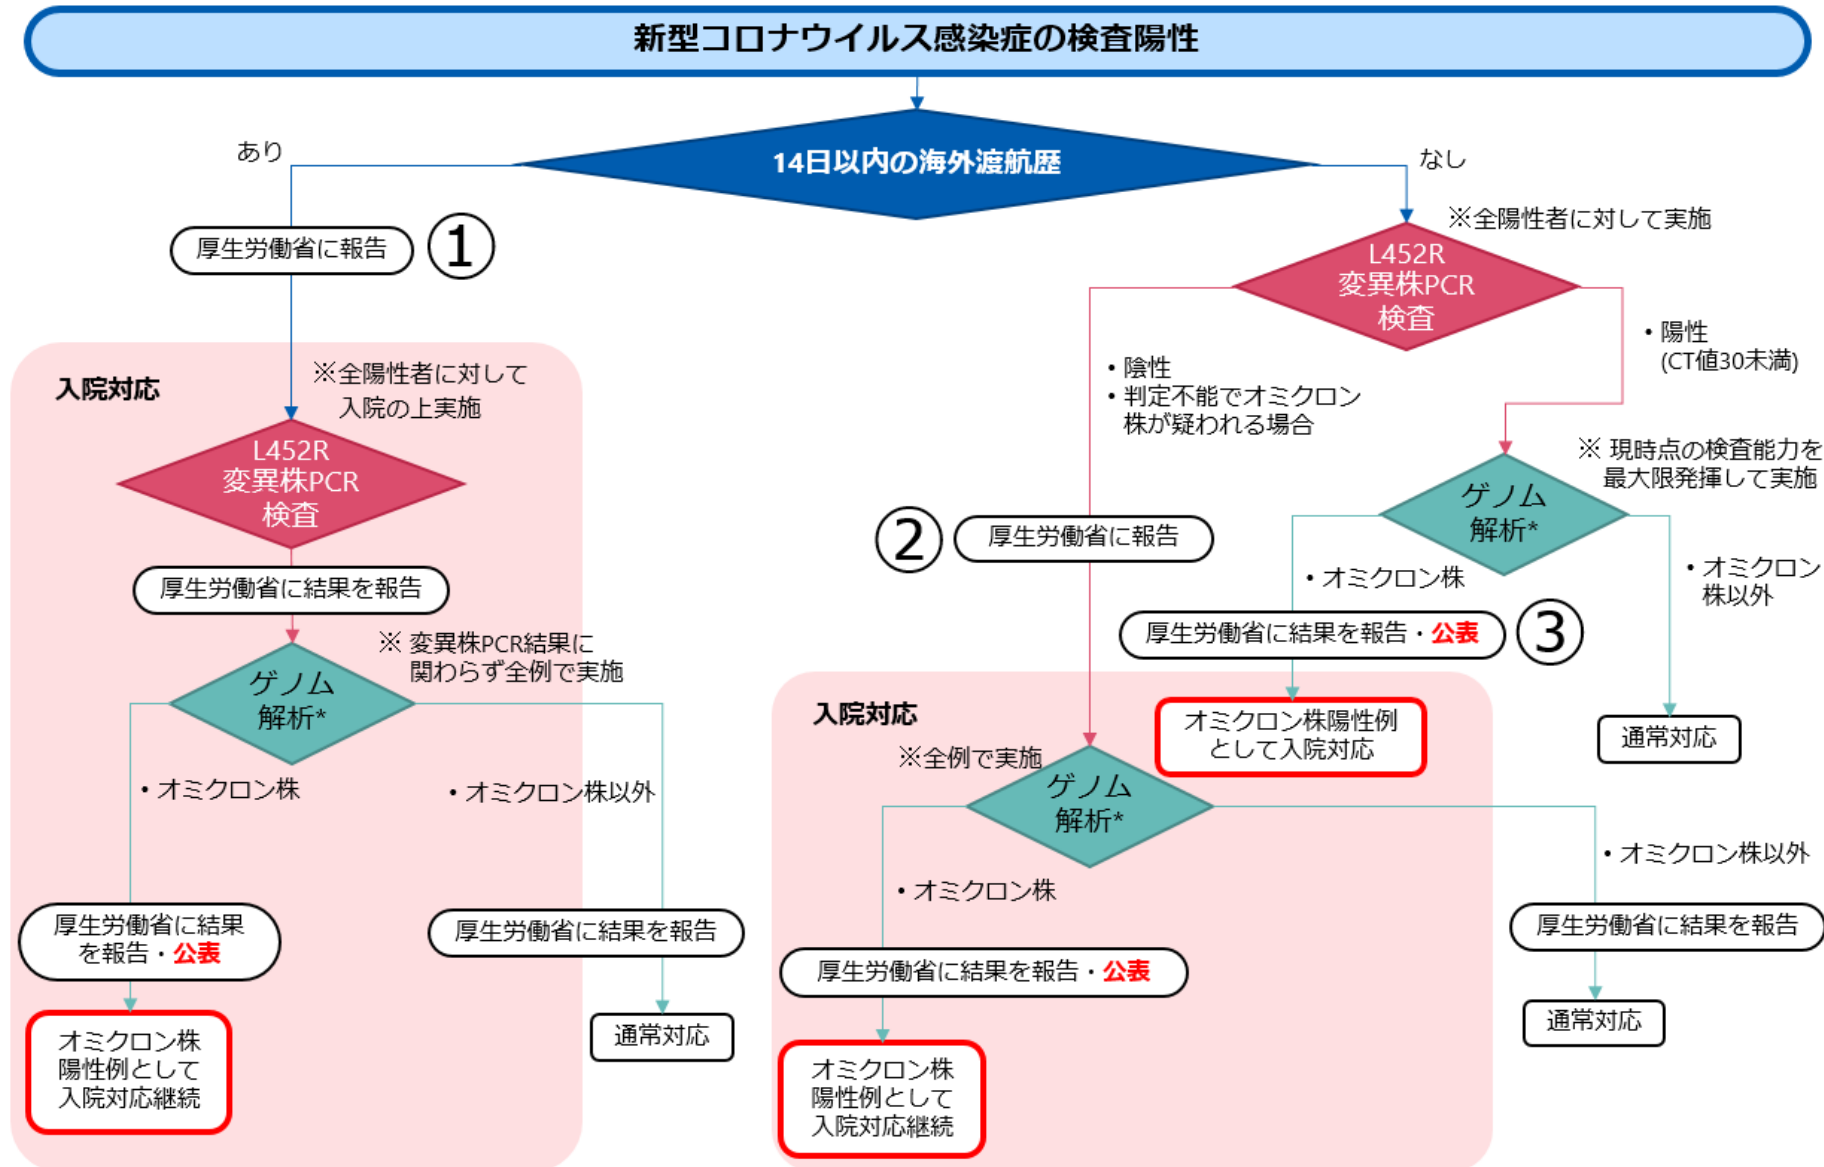 新型コロナウイルス感染症の検査陽性
14日以内の海外渡航歴
あり
なし
厚生労働省に報告
①
※全陽性者に対して実施
L452R
変異株PCR
検査
・陽性
(CT値30未満)
・陰性
・判定不能でオミクロン
株が疑われる場合
入院対応
※全陽性者に対して
入院の上実施
L452R
変異株PCR
検査
※ 現時点の検査能力を
最大限発揮して実施
ゲノム
解析*
②
厚生労働省に報告
・オミクロン株
・オミクロン
株以外
厚生労働省に結果を報告
厚生労働省に結果を報告・公表
③
※ 変異株PCR結果に
関わらず全例で実施
ゲノム
解析*
入院対応
オミクロン株陽性例
として入院対応
通常対応
※全例で実施
ゲノム
解析*
・オミクロン株
・オミクロン株以外
・オミクロン株
・オミクロン株以外
厚生労働省に結果
を報告・公表
厚生労働省に結果を報告
厚生労働省に結果を報告・公表
厚生労働省に結果を報告
オミクロン株
陽性例として
入院対応継続
通常対応
オミクロン株
陽性例として
入院対応継続
通常対応